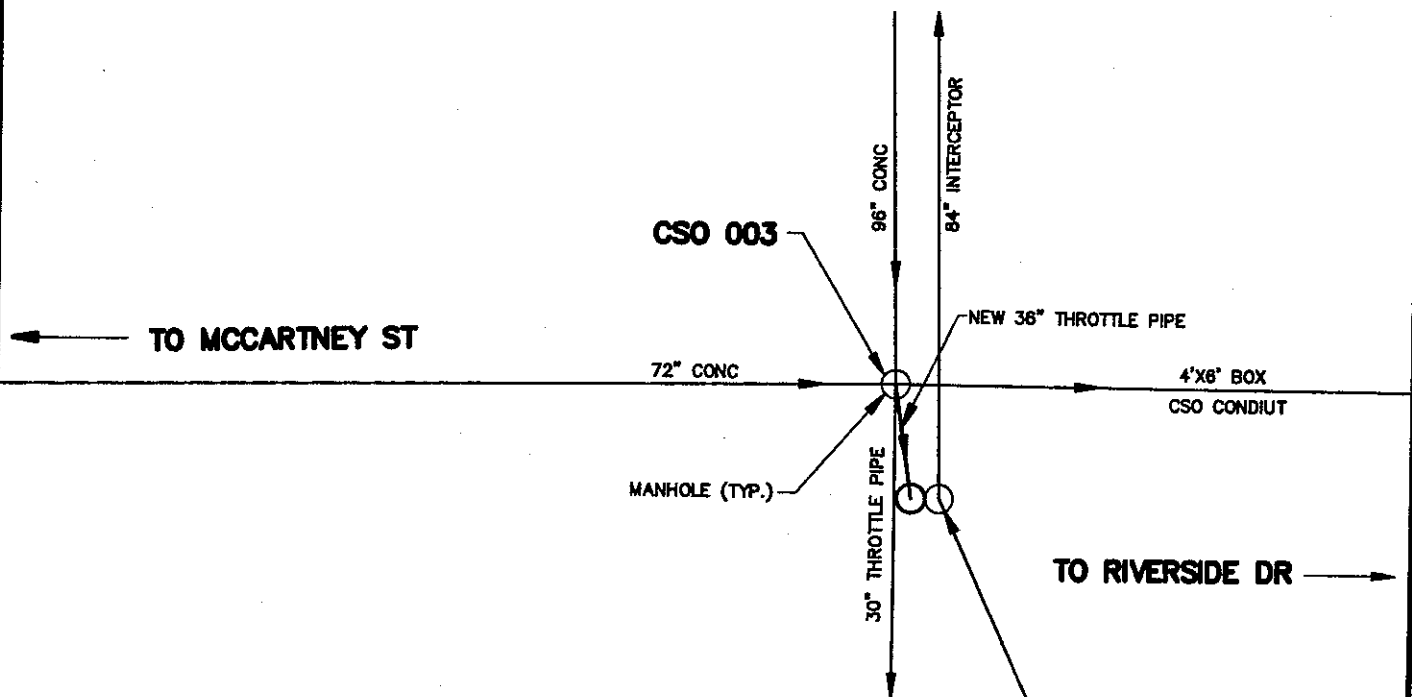 96" CONC
84" INTERCEPTOR
CSO 003
NEW 36" THROTTLE PIPE
TO MCCARTNEY ST
72" CONC
4'X6' BOX
CSO CONDIUT
MANHOLE (TYP.)
30" THROTTLE PIPE
TO RIVERSIDE DR